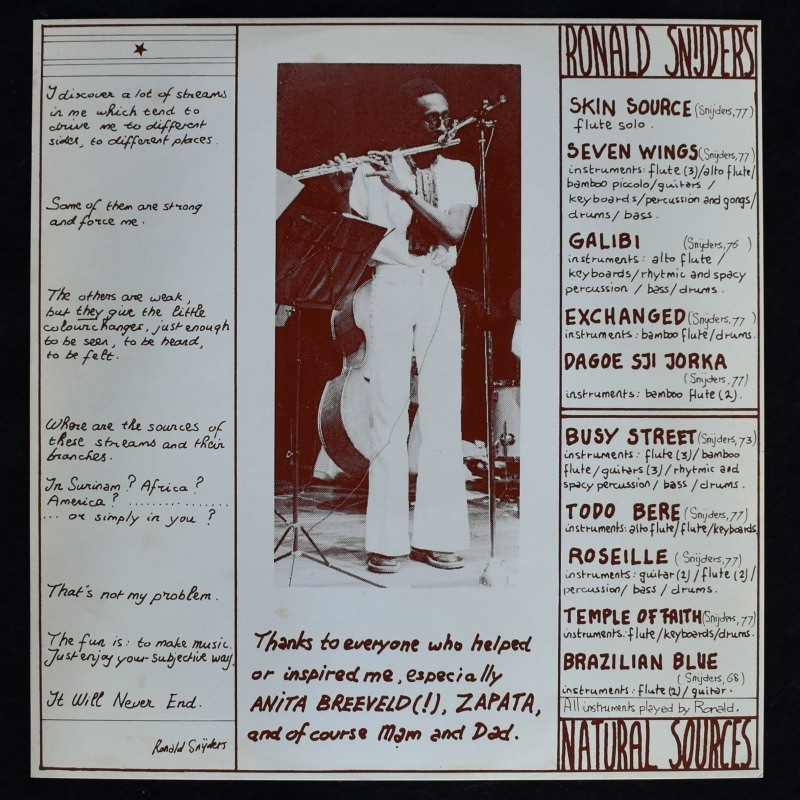 I discover a lot of streams
in me which tend to
drive me to different
sides, to different places.
Some of them are strong
and force me.
The others are weak,
but they give the little
colourchanges, just enough
to be seen, to be heard,
to be felt.
Where are the sources of
these streams and their
branches.
In Surinam? Africa?
America? ................
... or simply in you?
That's not my problem.
The fun is: to make music.
Just enjoy your subjective way.
It Will Never End.
Ronald Snijders
Thanks to everyone who helped
or inspired me, especially
ANITA BREEVELD(!), ZAPATA,
and of course Mam and Dad.
RONALD SNIJDERS
SKIN SOURCE (Snijders, 77)
flute solo.
SEVEN WINGS (Snijders, 77)
instruments: flute (3)/alto flute/
bamboo piccolo/guitars /
keyboards/percussion and gongs/
drums/ bass.
GALIBI (Snijders, 76 )
instruments: alto flute /
keyboards/rhytmic and spacy
percussion / bass/drums.
EXCHANGED (Snijders, 77 )
instruments: bamboo flute/drums.
DAGOE SJI JORKA
(Snijders, 77)
instruments: bamboo flute (2).
BUSY STREET (Snijders, 73)
instruments: flute (3)/ bamboo
flute/guitars (3)/rhytmic and
spacy percussion / bass / drums.
TODO BERE (Snijders, 77)
instruments: alto flute/flute/keyboards
ROSEILLE ( Snijders, 77)
instruments: guitar (2) / flute (2) /
percussion/ bass / drums.
TEMPLE OF FAITH (Snijders, 77)
instruments: flute/keyboards/drums.
BRAZILIAN BLUE
( Snijders, 68)
instruments: flute (2) / guitar.
All instruments played by Ronald.
NATURAL SOURCES